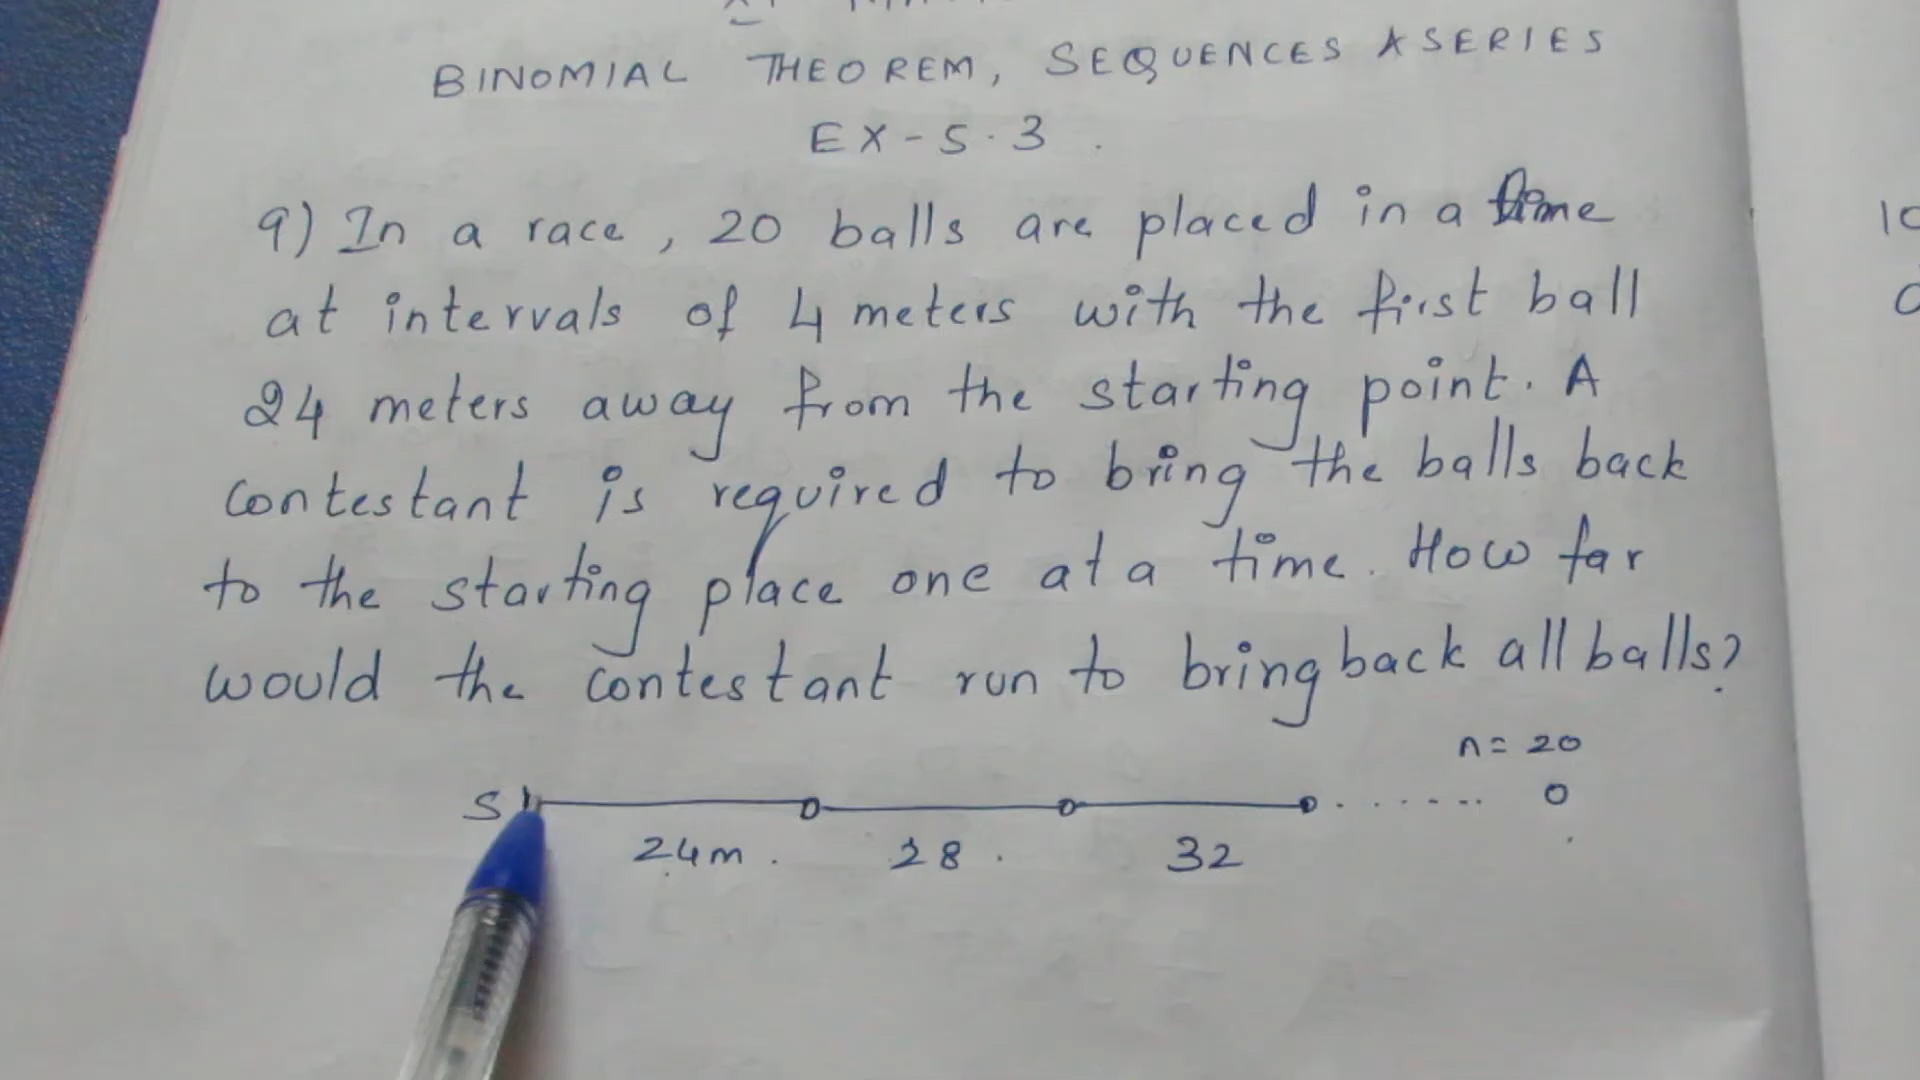 BINOMIAL THEOREM, SEQUENCES & SERIES
EX-5.3.
9) In a race, 20 balls are placed in a line
at intervals of 4 meters with the first ball
24 meters away from the starting point. A
contestant is required to bring the balls back
to the starting place one at a time. How far
would the contestant run to bring back all balls?
n = 20
S
24m. 28. 32